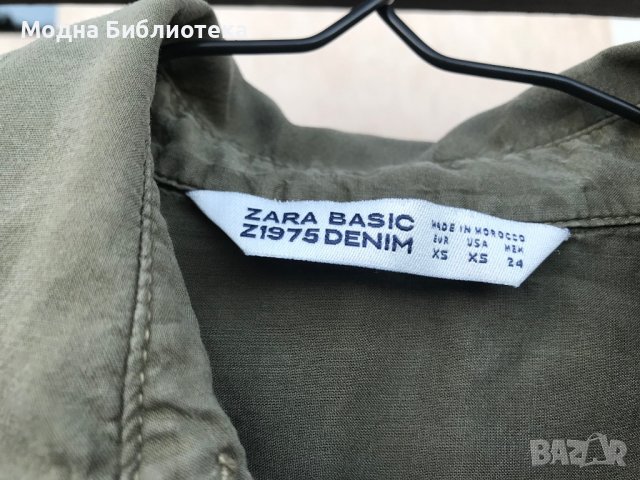 Модна Библиотека
ZARA BASIC
Z1975 DENIM
MADE IN MOROCCO
EUR USA MEX
XS XS 24
BAZAR